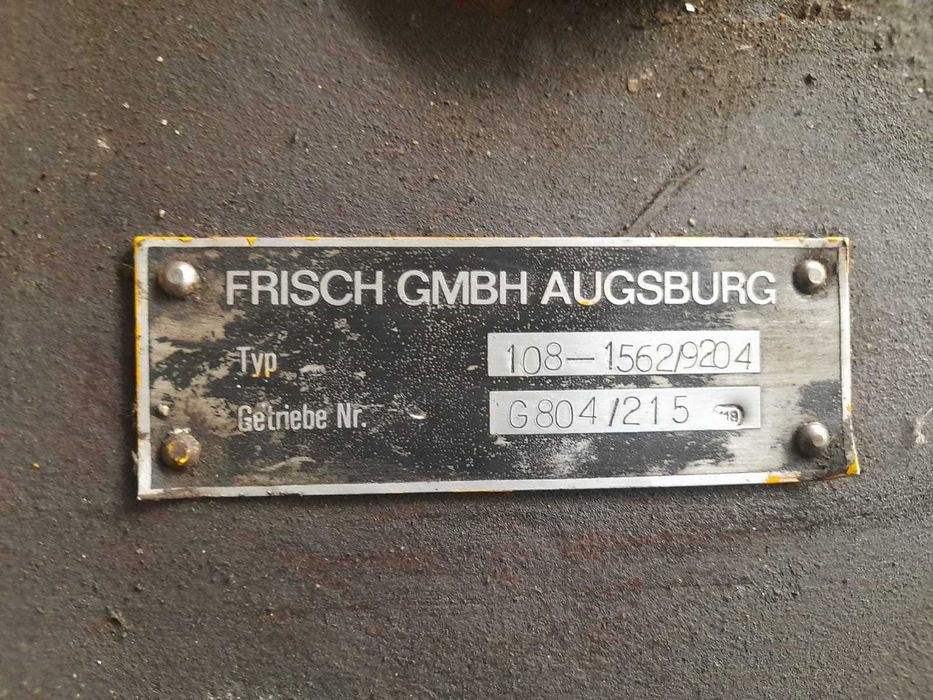 FRISCH GMBH AUGSBURG
Typ 108-1562/9204
Getriebe Nr. G804/215